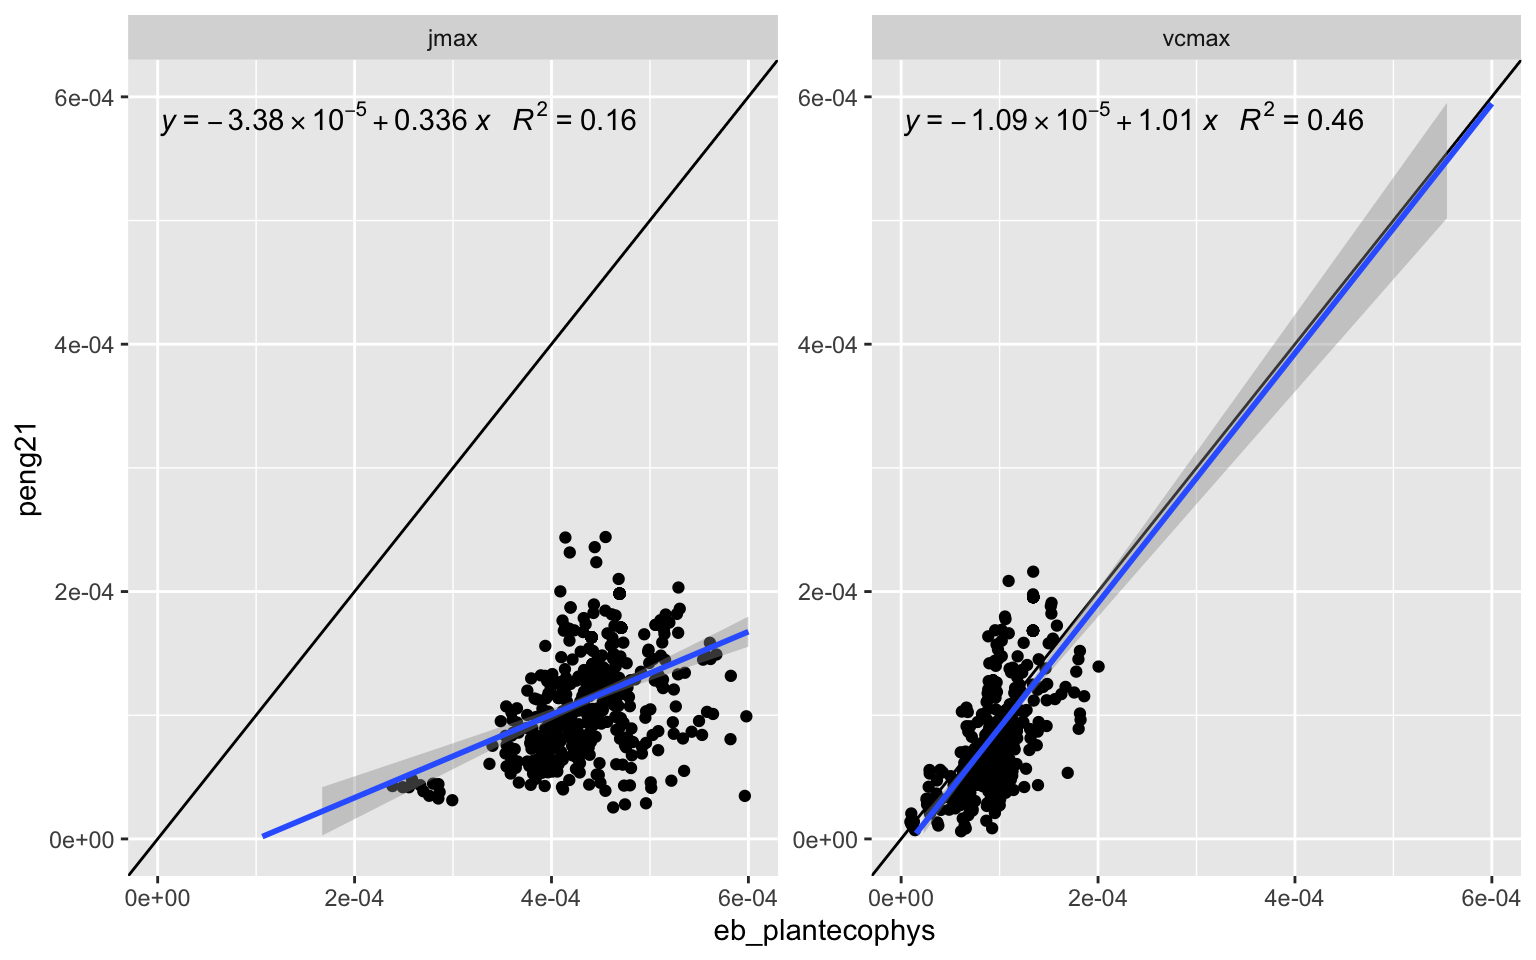 jmax
vcmax
y = − 3.38 × 10⁻⁵ + 0.336 x R² = 0.16
y = − 1.09 × 10⁻⁵ + 1.01 x R² = 0.46
6e-04
4e-04
2e-04
0e+00
6e-04
4e-04
2e-04
0e+00
peng21
0e+00 2e-04 4e-04 6e-04
0e+00 2e-04 4e-04 6e-04
eb_plantecophys